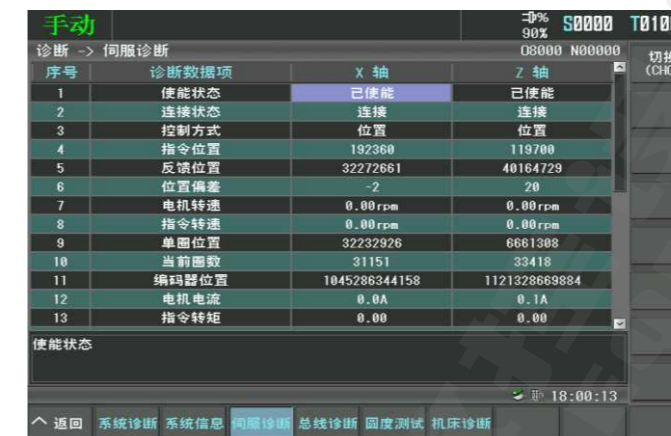 手动 90% S0000 T010
诊断 -> 伺服诊断 O8000 N00000
切换
(CHG
序号 诊断数据项 X 轴 Z 轴
1 使能状态 已使能 已使能
2 连接状态 连接 连接
3 控制方式 位置 位置
4 指令位置 192360 119700
5 反馈位置 32272661 40164729
6 位置偏差 -2 20
7 电机转速 0.00rpm 0.00rpm
8 指令转速 0.00rpm 0.00rpm
9 单圈位置 32232926 6661308
10 当前圈数 31151 33418
11 编码器位置 1045286344158 1121328669884
12 电机电流 0.0A 0.1A
13 指令转矩 0.00 0.00
使能状态
18:00:13
返回 系统诊断 系统信息 伺服诊断 总线诊断 圆度测试 机床诊断